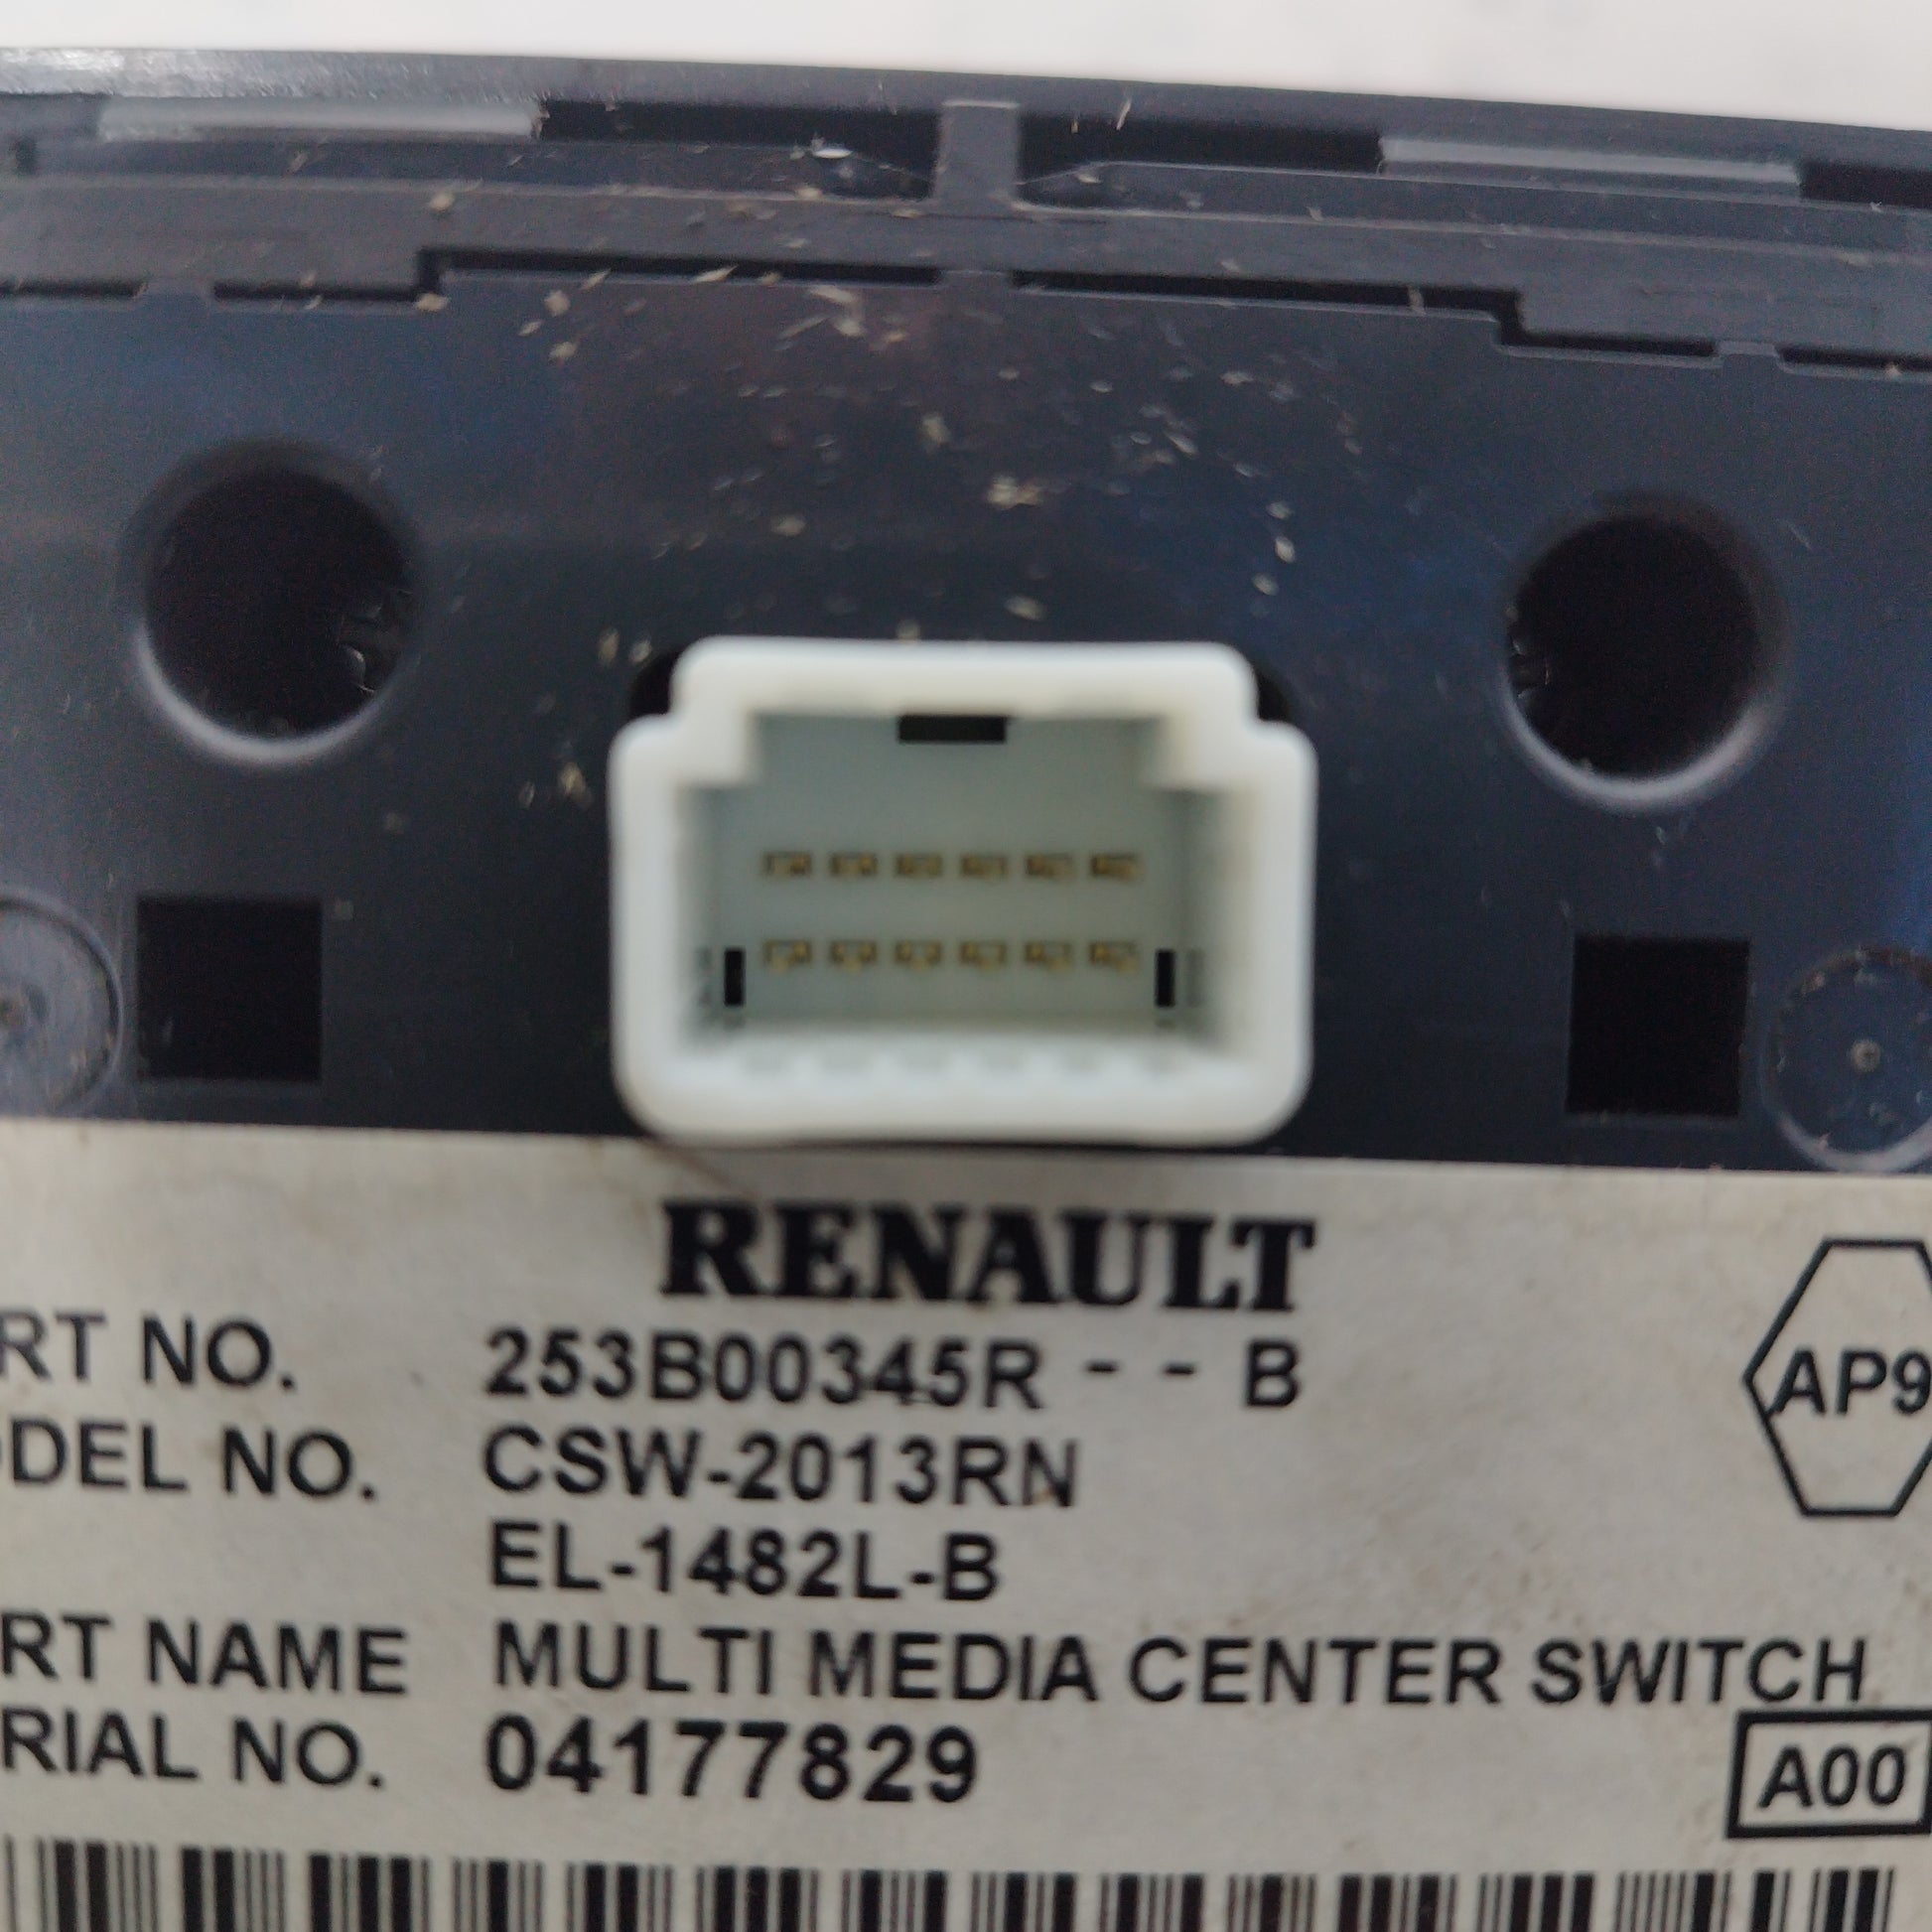 RENAULT
RT NO. 253B00345R - - B
AP9
DEL NO. CSW-2013RN
EL-1482L-B
RT NAME MULTI MEDIA CENTER SWITCH
RIAL NO. 04177829
A00